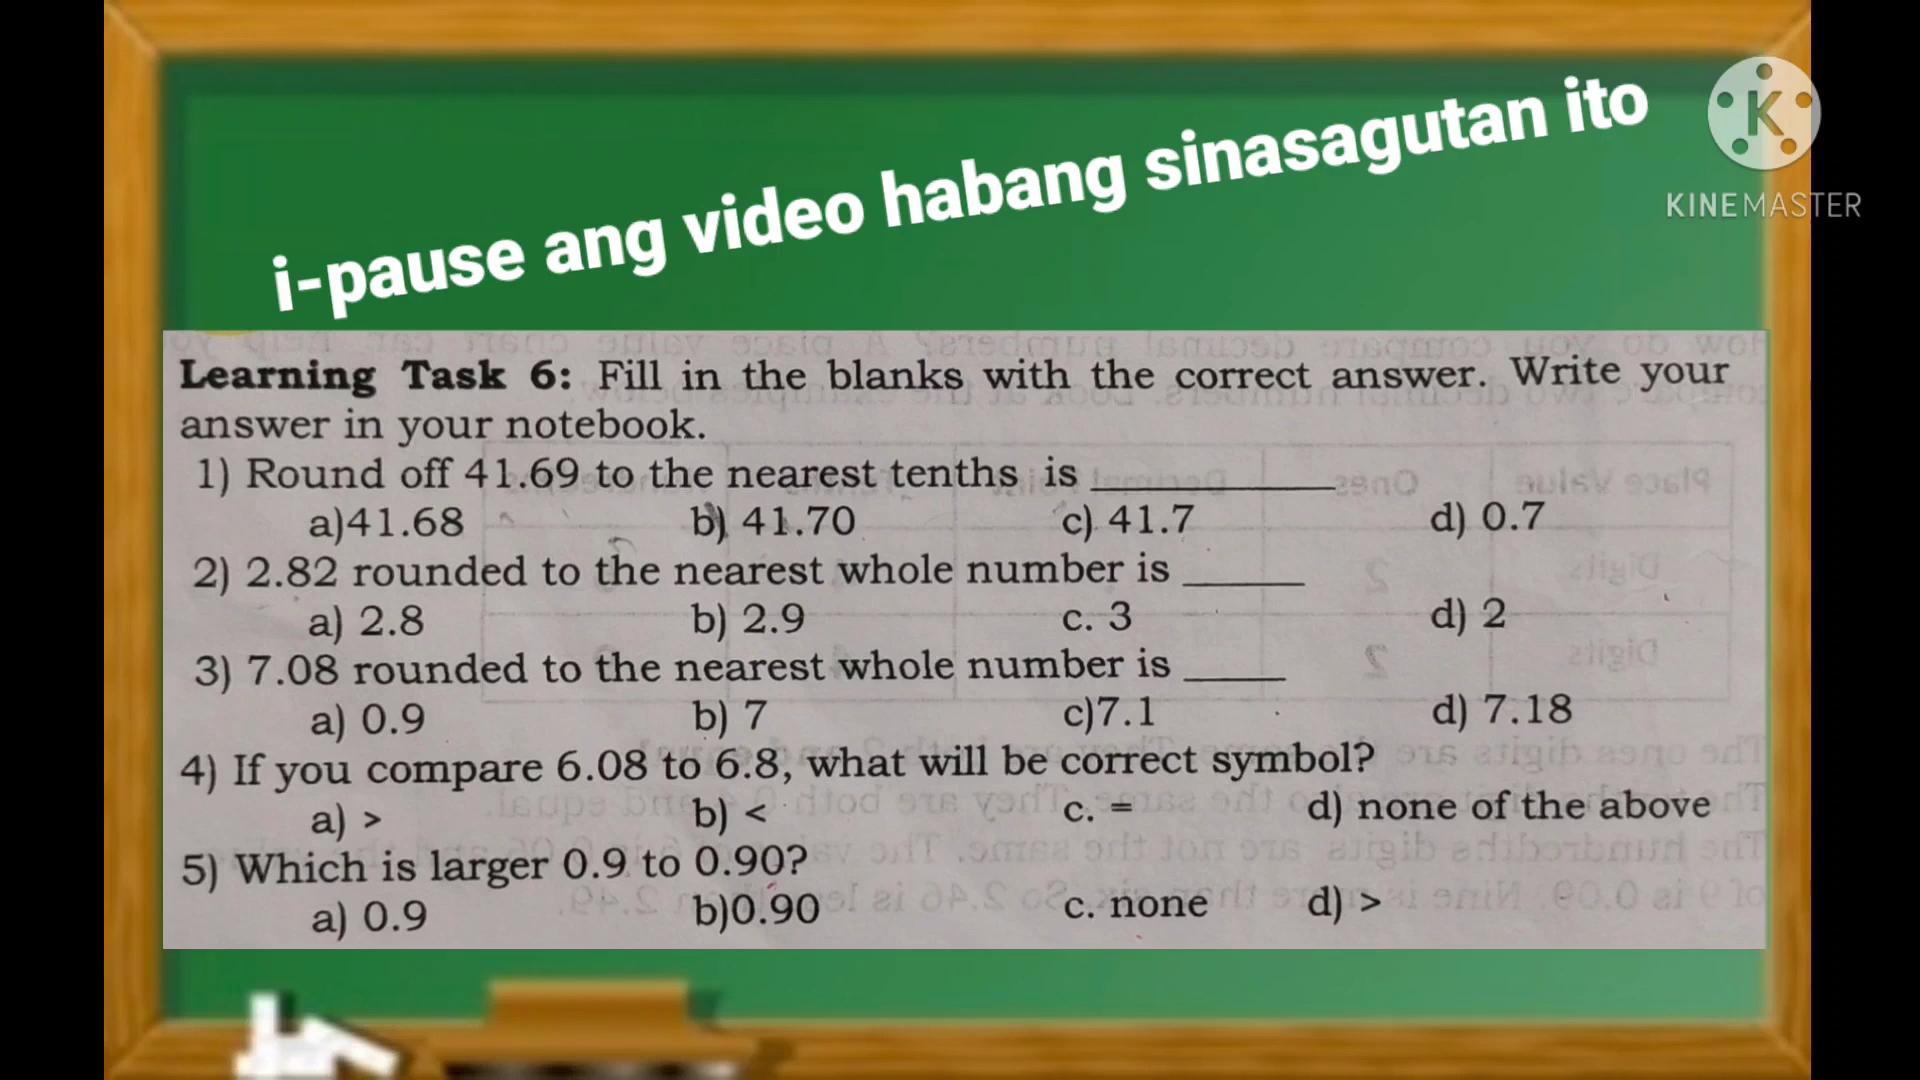 i-pause ang video habang sinasagutan ito
K
KINEMASTER
Learning Task 6: Fill in the blanks with the correct answer. Write your
answer in your notebook.
1) Round off 41.69 to the nearest tenths is ____________
a)41.68 b) 41.70 c) 41.7 d) 0.7
2) 2.82 rounded to the nearest whole number is ______
a) 2.8 b) 2.9 c. 3 d) 2
3) 7.08 rounded to the nearest whole number is _____
a) 0.9 b) 7 c)7.1 d) 7.18
4) If you compare 6.08 to 6.8, what will be correct symbol?
a) > b) < c. = d) none of the above
5) Which is larger 0.9 to 0.90?
a) 0.9 b)0.90 c. none d) >